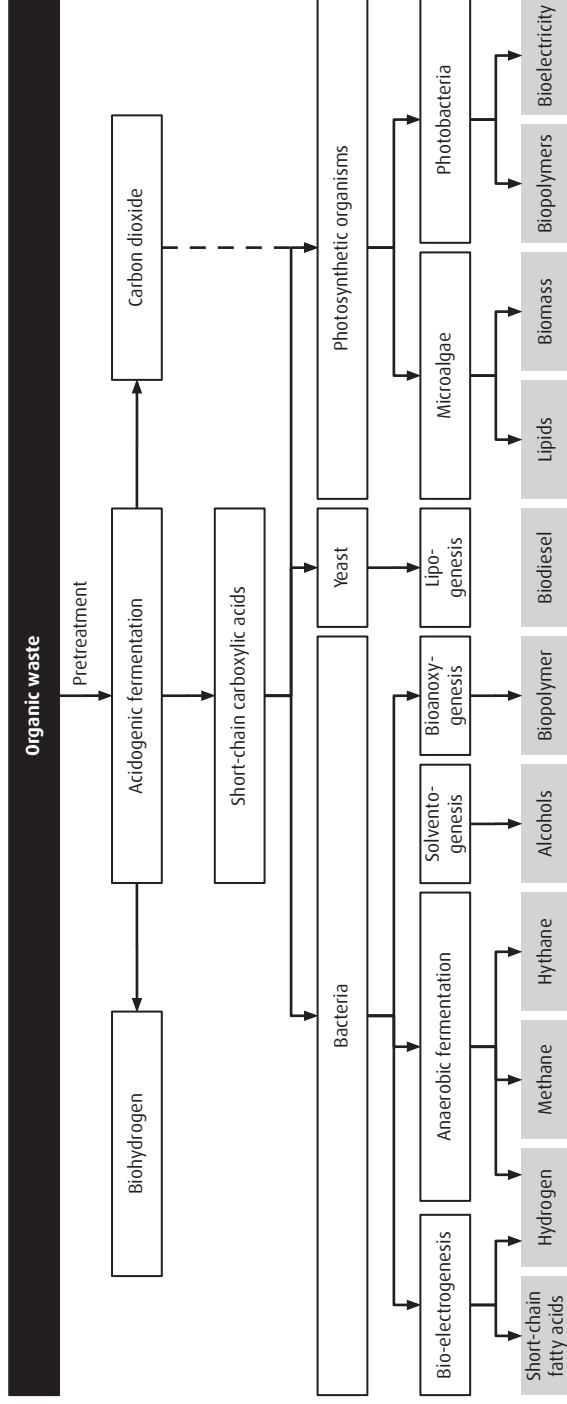 Organic waste
Pretreatment
Biohydrogen
Acidogenic fermentation
Carbon dioxide
Short-chain carboxylic acids
Bacteria
Yeast
Photosynthetic organisms
Bio-electrogenesis
Anaerobic fermentation
Solvento-
genesis
Bioanoxy-
genesis
Lipo-
genesis
Microalgae
Photobacteria
Short-chain
fatty acids
Hydrogen
Methane
Hythane
Alcohols
Biopolymer
Biodiesel
Lipids
Biomass
Biopolymers
Bioelectricity